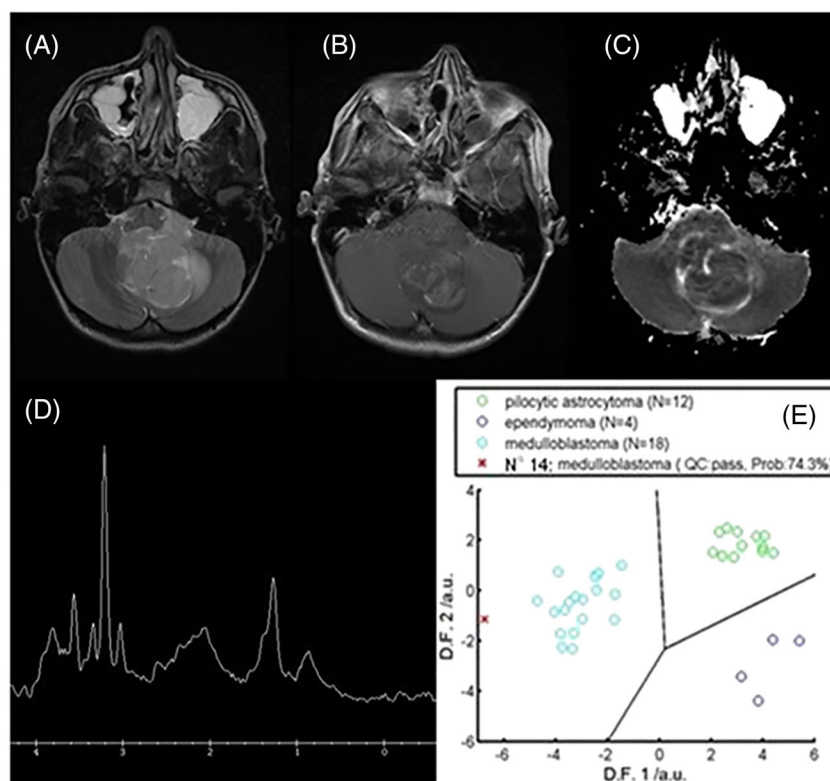 (A)
(B)
(C)
(D)
4 3 2 1 0
(E)
pilocytic astrocytoma (N=12)
ependymoma (N=4)
medulloblastoma (N=18)
N° 14: medulloblastoma ( QC:pass, Prob:74.3%)
4
2
0
-2
-4
-6
D.F. 2 /a.u.
-6 -4 -2 0 2 4 6
D.F. 1 /a.u.